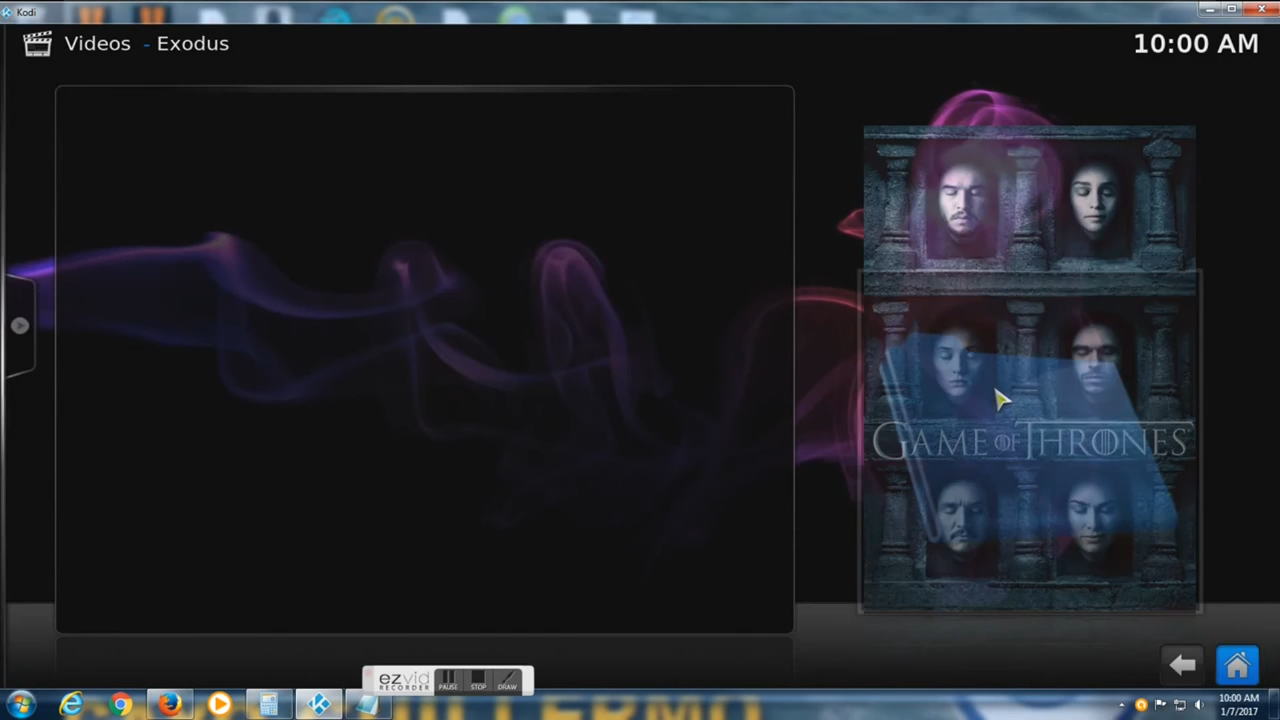 Kodi
Videos - Exodus
10:00 AM
GAME OF THRONES
ezvid
RECORDER
PAUSE
STOP
DRAW
10:00 AM
1/7/2017